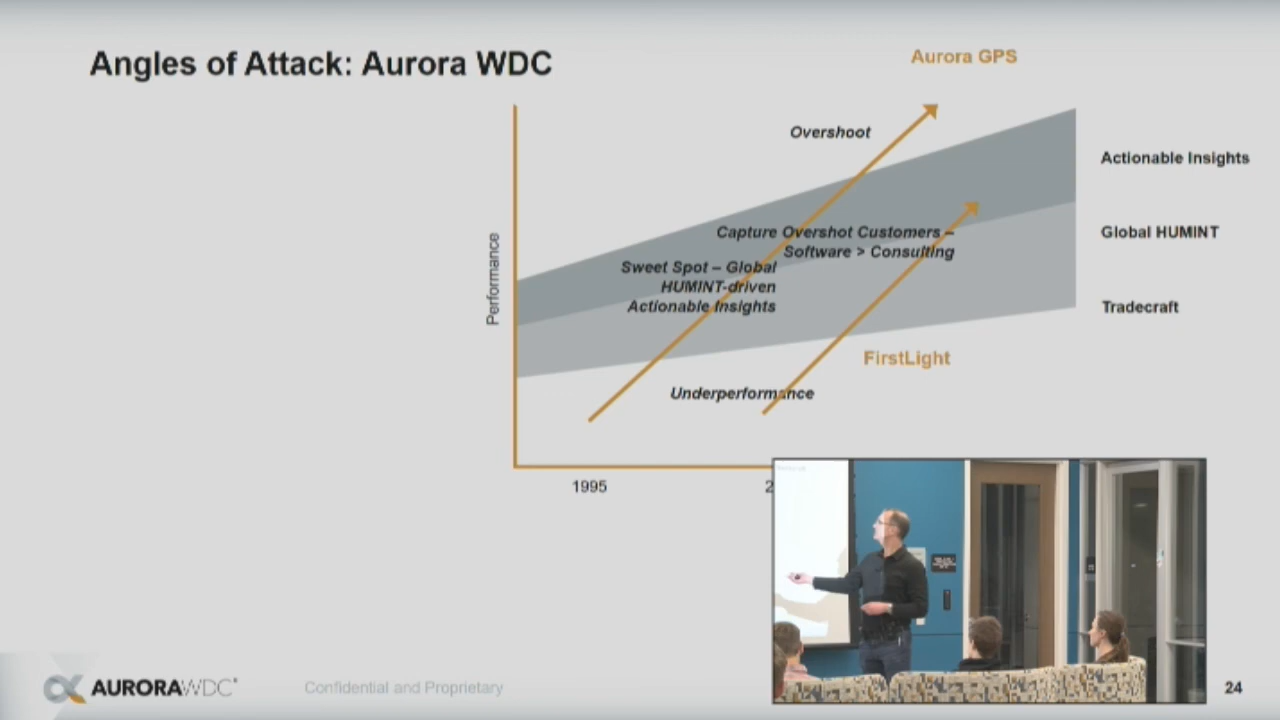 Angles of Attack: Aurora WDC
Aurora GPS
Overshoot
Actionable Insights
Capture Overshot Customers –
Software > Consulting
Global HUMINT
Sweet Spot – Global
HUMINT-driven
Actionable Insights
Performance
Tradecraft
FirstLight
Underperformance
1995
AURORAWDC
Confidential and Proprietary
24